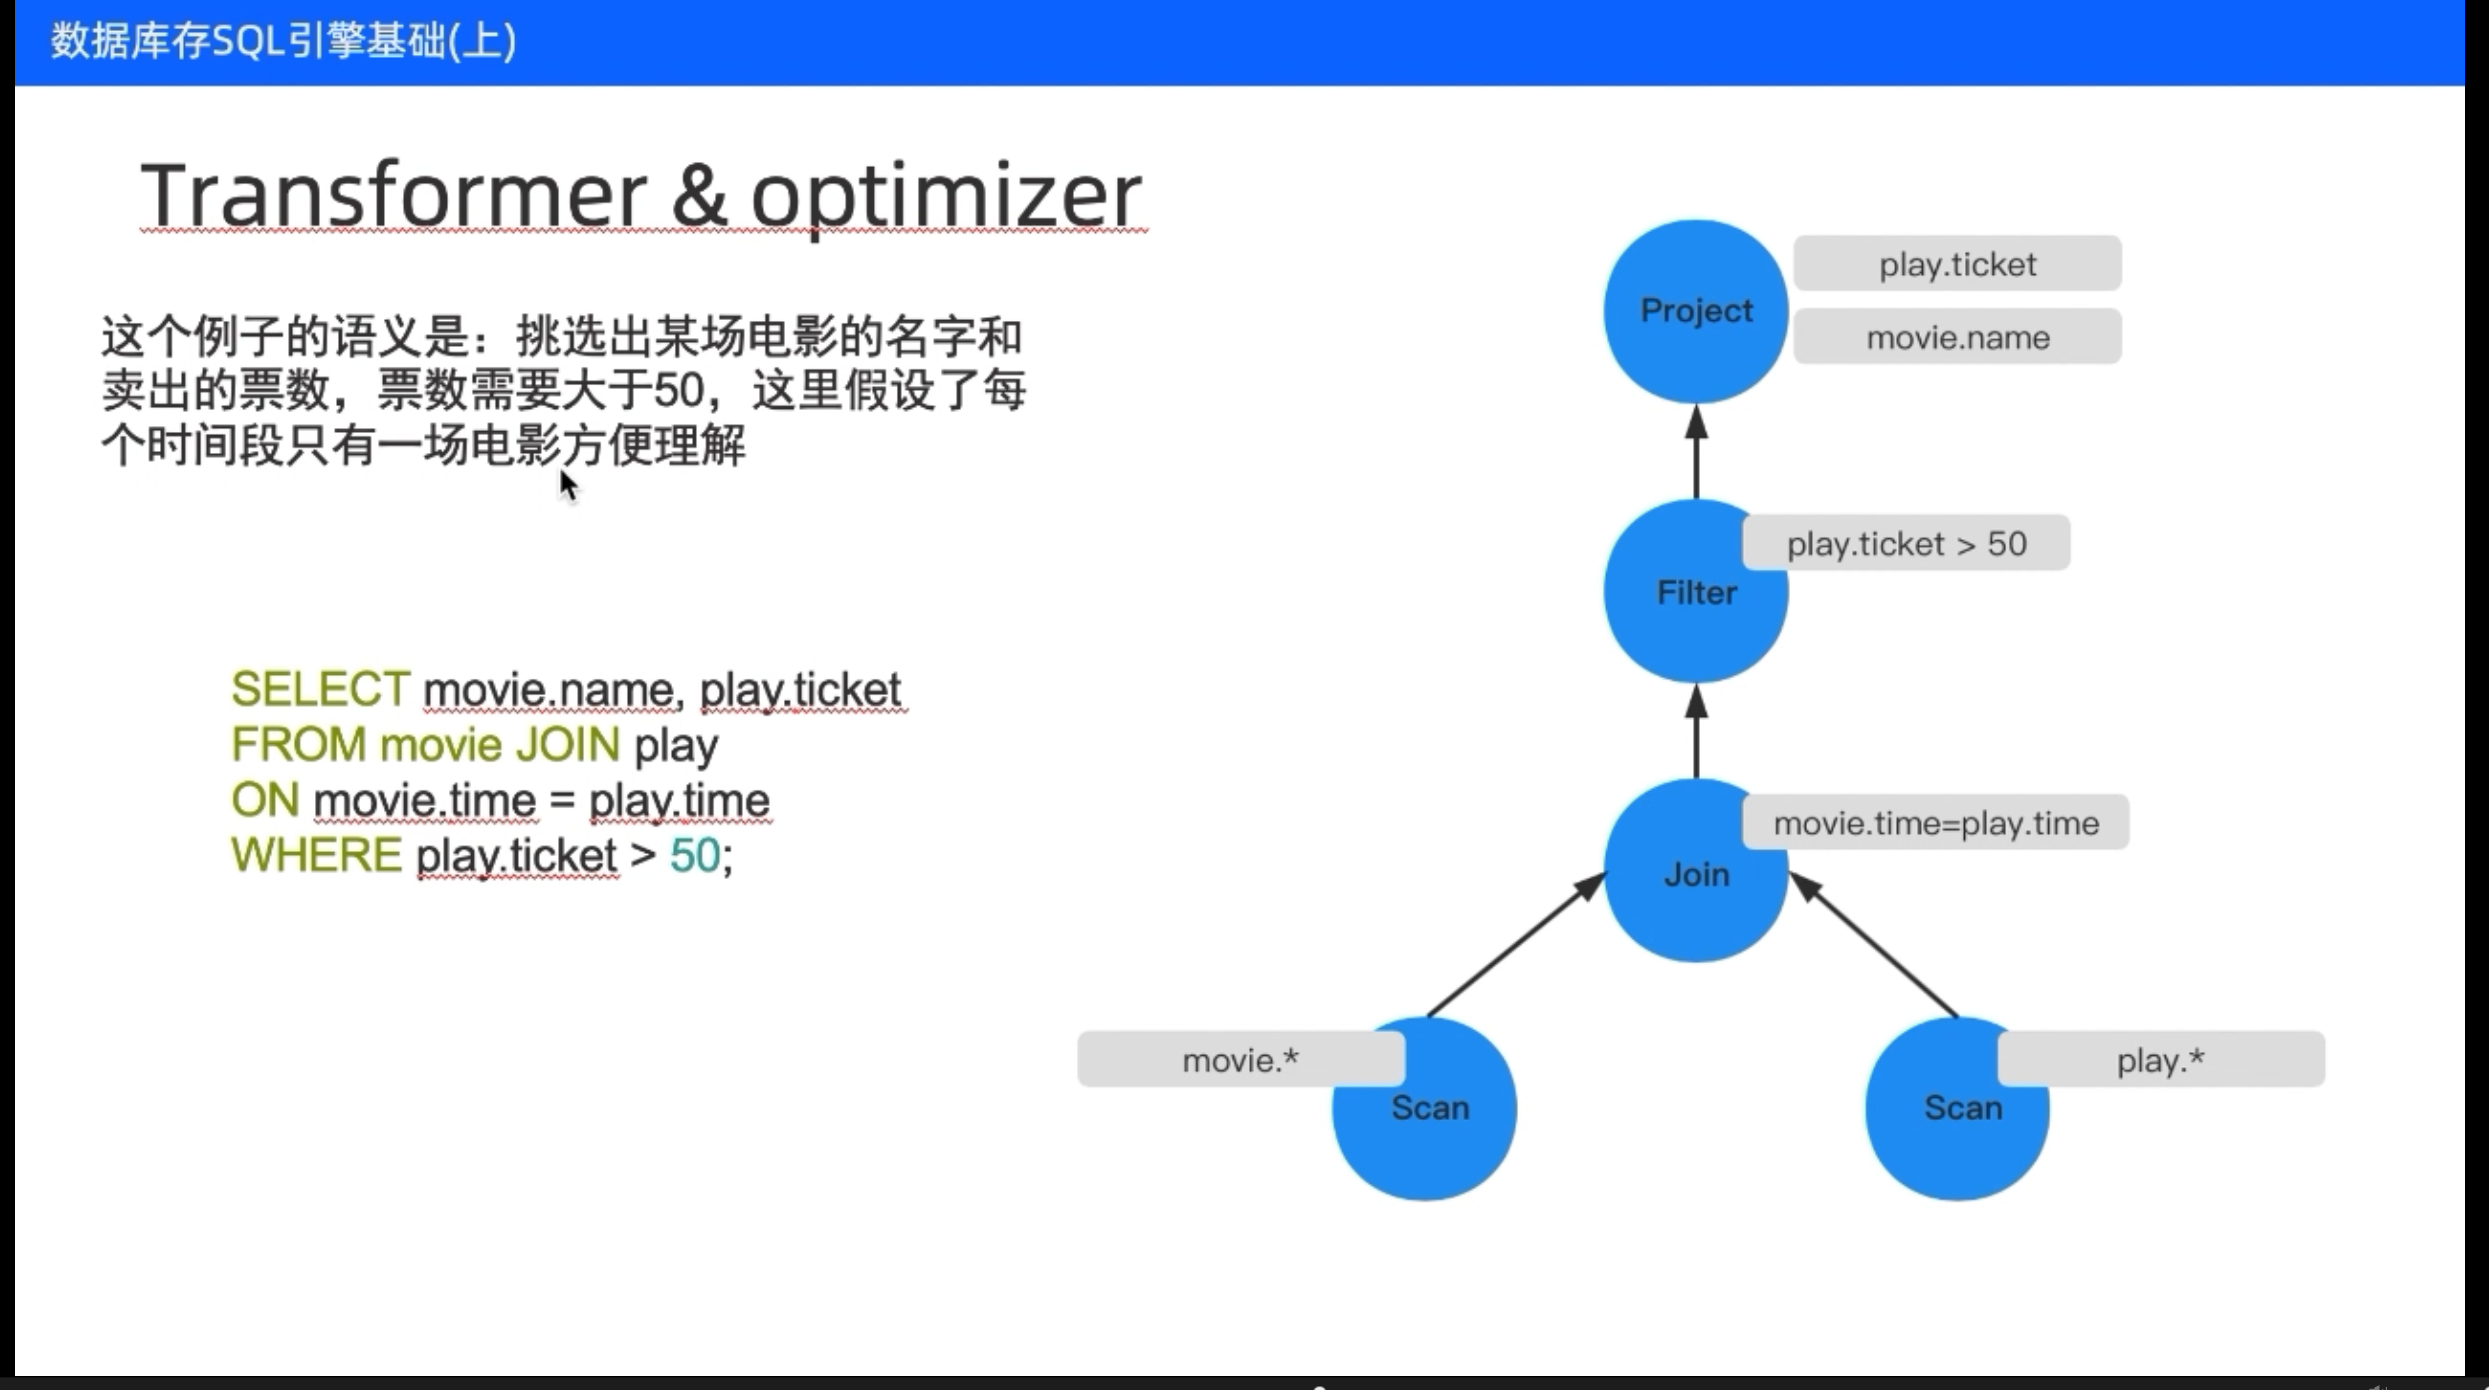 数据库存SQL引擎基础(上)
Transformer & optimizer
这个例子的语义是：挑选出某场电影的名字和
卖出的票数，票数需要大于50，这里假设了每
个时间段只有一场电影方便理解
SELECT movie.name, play.ticket
FROM movie JOIN play
ON movie.time = play.time
WHERE play.ticket > 50;
Project
play.ticket
movie.name
Filter
play.ticket > 50
Join
movie.time=play.time
movie.*
Scan
play.*
Scan